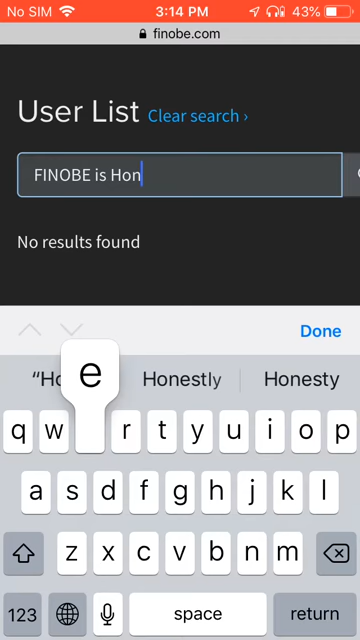 No SIM 3:14 PM 43%
finobe.com
User List Clear search ›
FINOBE is Hon
No results found
Done
e
“Ho Honestly Honesty
q w r t y u i o p
a s d f g h j k l
z x c v b n m
123 space return